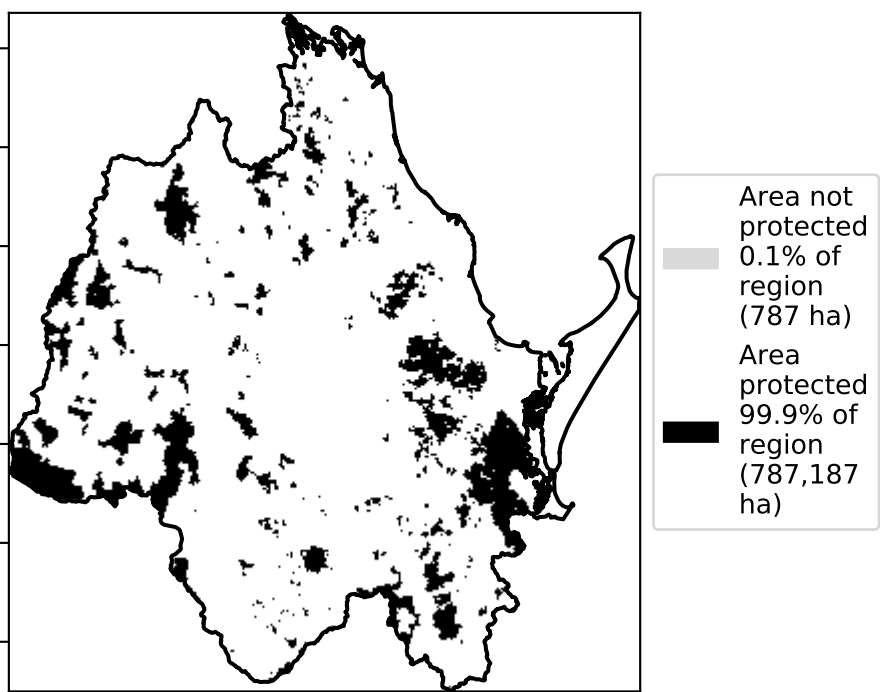 Area not
protected
0.1% of
region
(787 ha)
Area
protected
99.9% of
region
(787,187
ha)